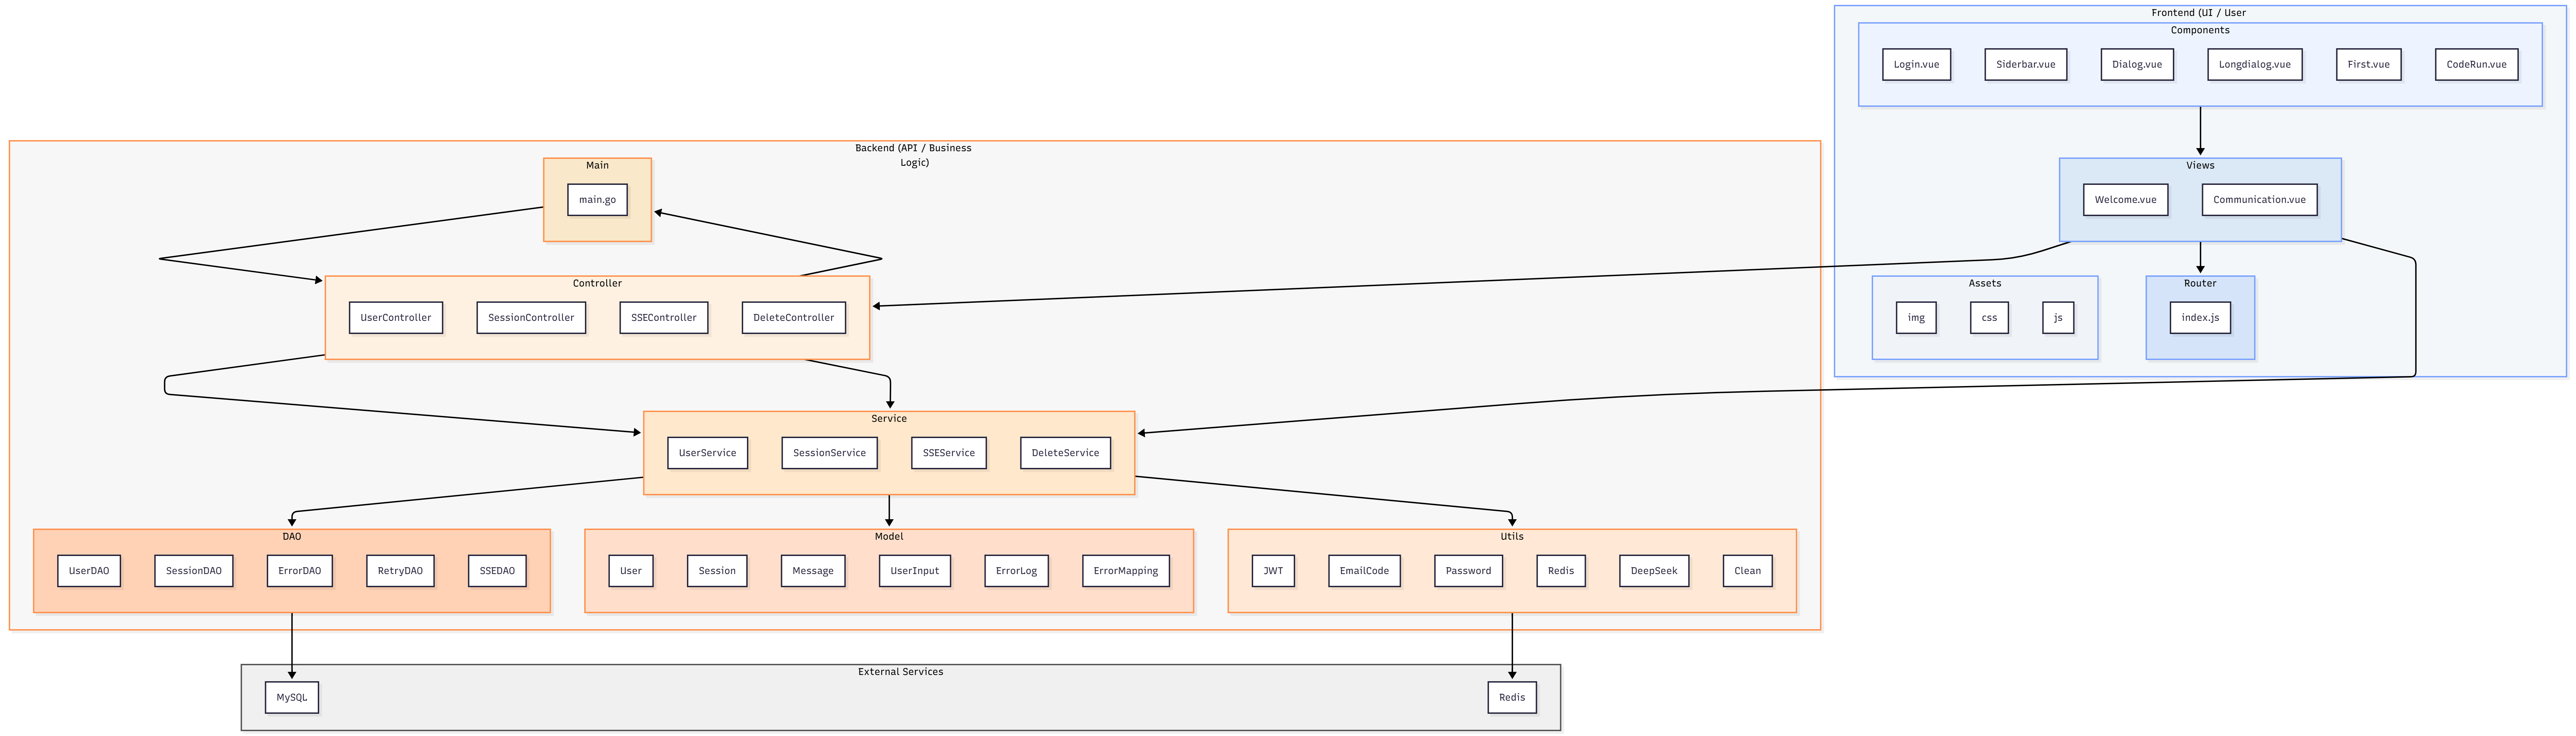 Frontend (UI / User
Components
Login.vue
Siderbar.vue
Dialog.vue
Longdialog.vue
First.vue
CodeRun.vue
Views
Welcome.vue
Communication.vue
Assets
img
css
js
Router
index.js
Backend (API / Business
Logic)
Main
main.go
Controller
UserController
SessionController
SSEController
DeleteController
Service
UserService
SessionService
SSEService
DeleteService
DAO
UserDAO
SessionDAO
ErrorDAO
RetryDAO
SSEDAO
Model
User
Session
Message
UserInput
ErrorLog
ErrorMapping
Utils
JWT
EmailCode
Password
Redis
DeepSeek
Clean
External Services
MySQL
Redis